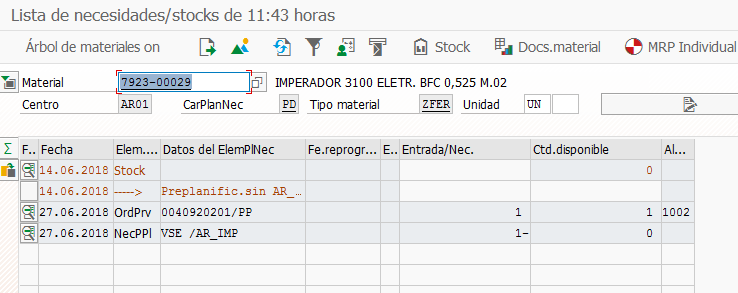 Lista de necesidades/stocks de 11:43 horas
Árbol de materiales on Stock Docs.material MRP Individual
Material 7923-00029 IMPERADOR 3100 ELETR. BFC 0,525 M.02
Centro AR01 CarPlanNec PD Tipo material ZFER Unidad UN
Σ F.. Fecha Elem.... Datos del ElemPlNec Fe.reprogr... E.. Entrada/Nec. Ctd.disponible Al...
14.06.2018 Stock 0
14.06.2018 -----> Preplanific.sin AR_...
27.06.2018 OrdPrv 0040920201/PP 1 1 1002
27.06.2018 NecPPl VSE /AR_IMP 1- 0